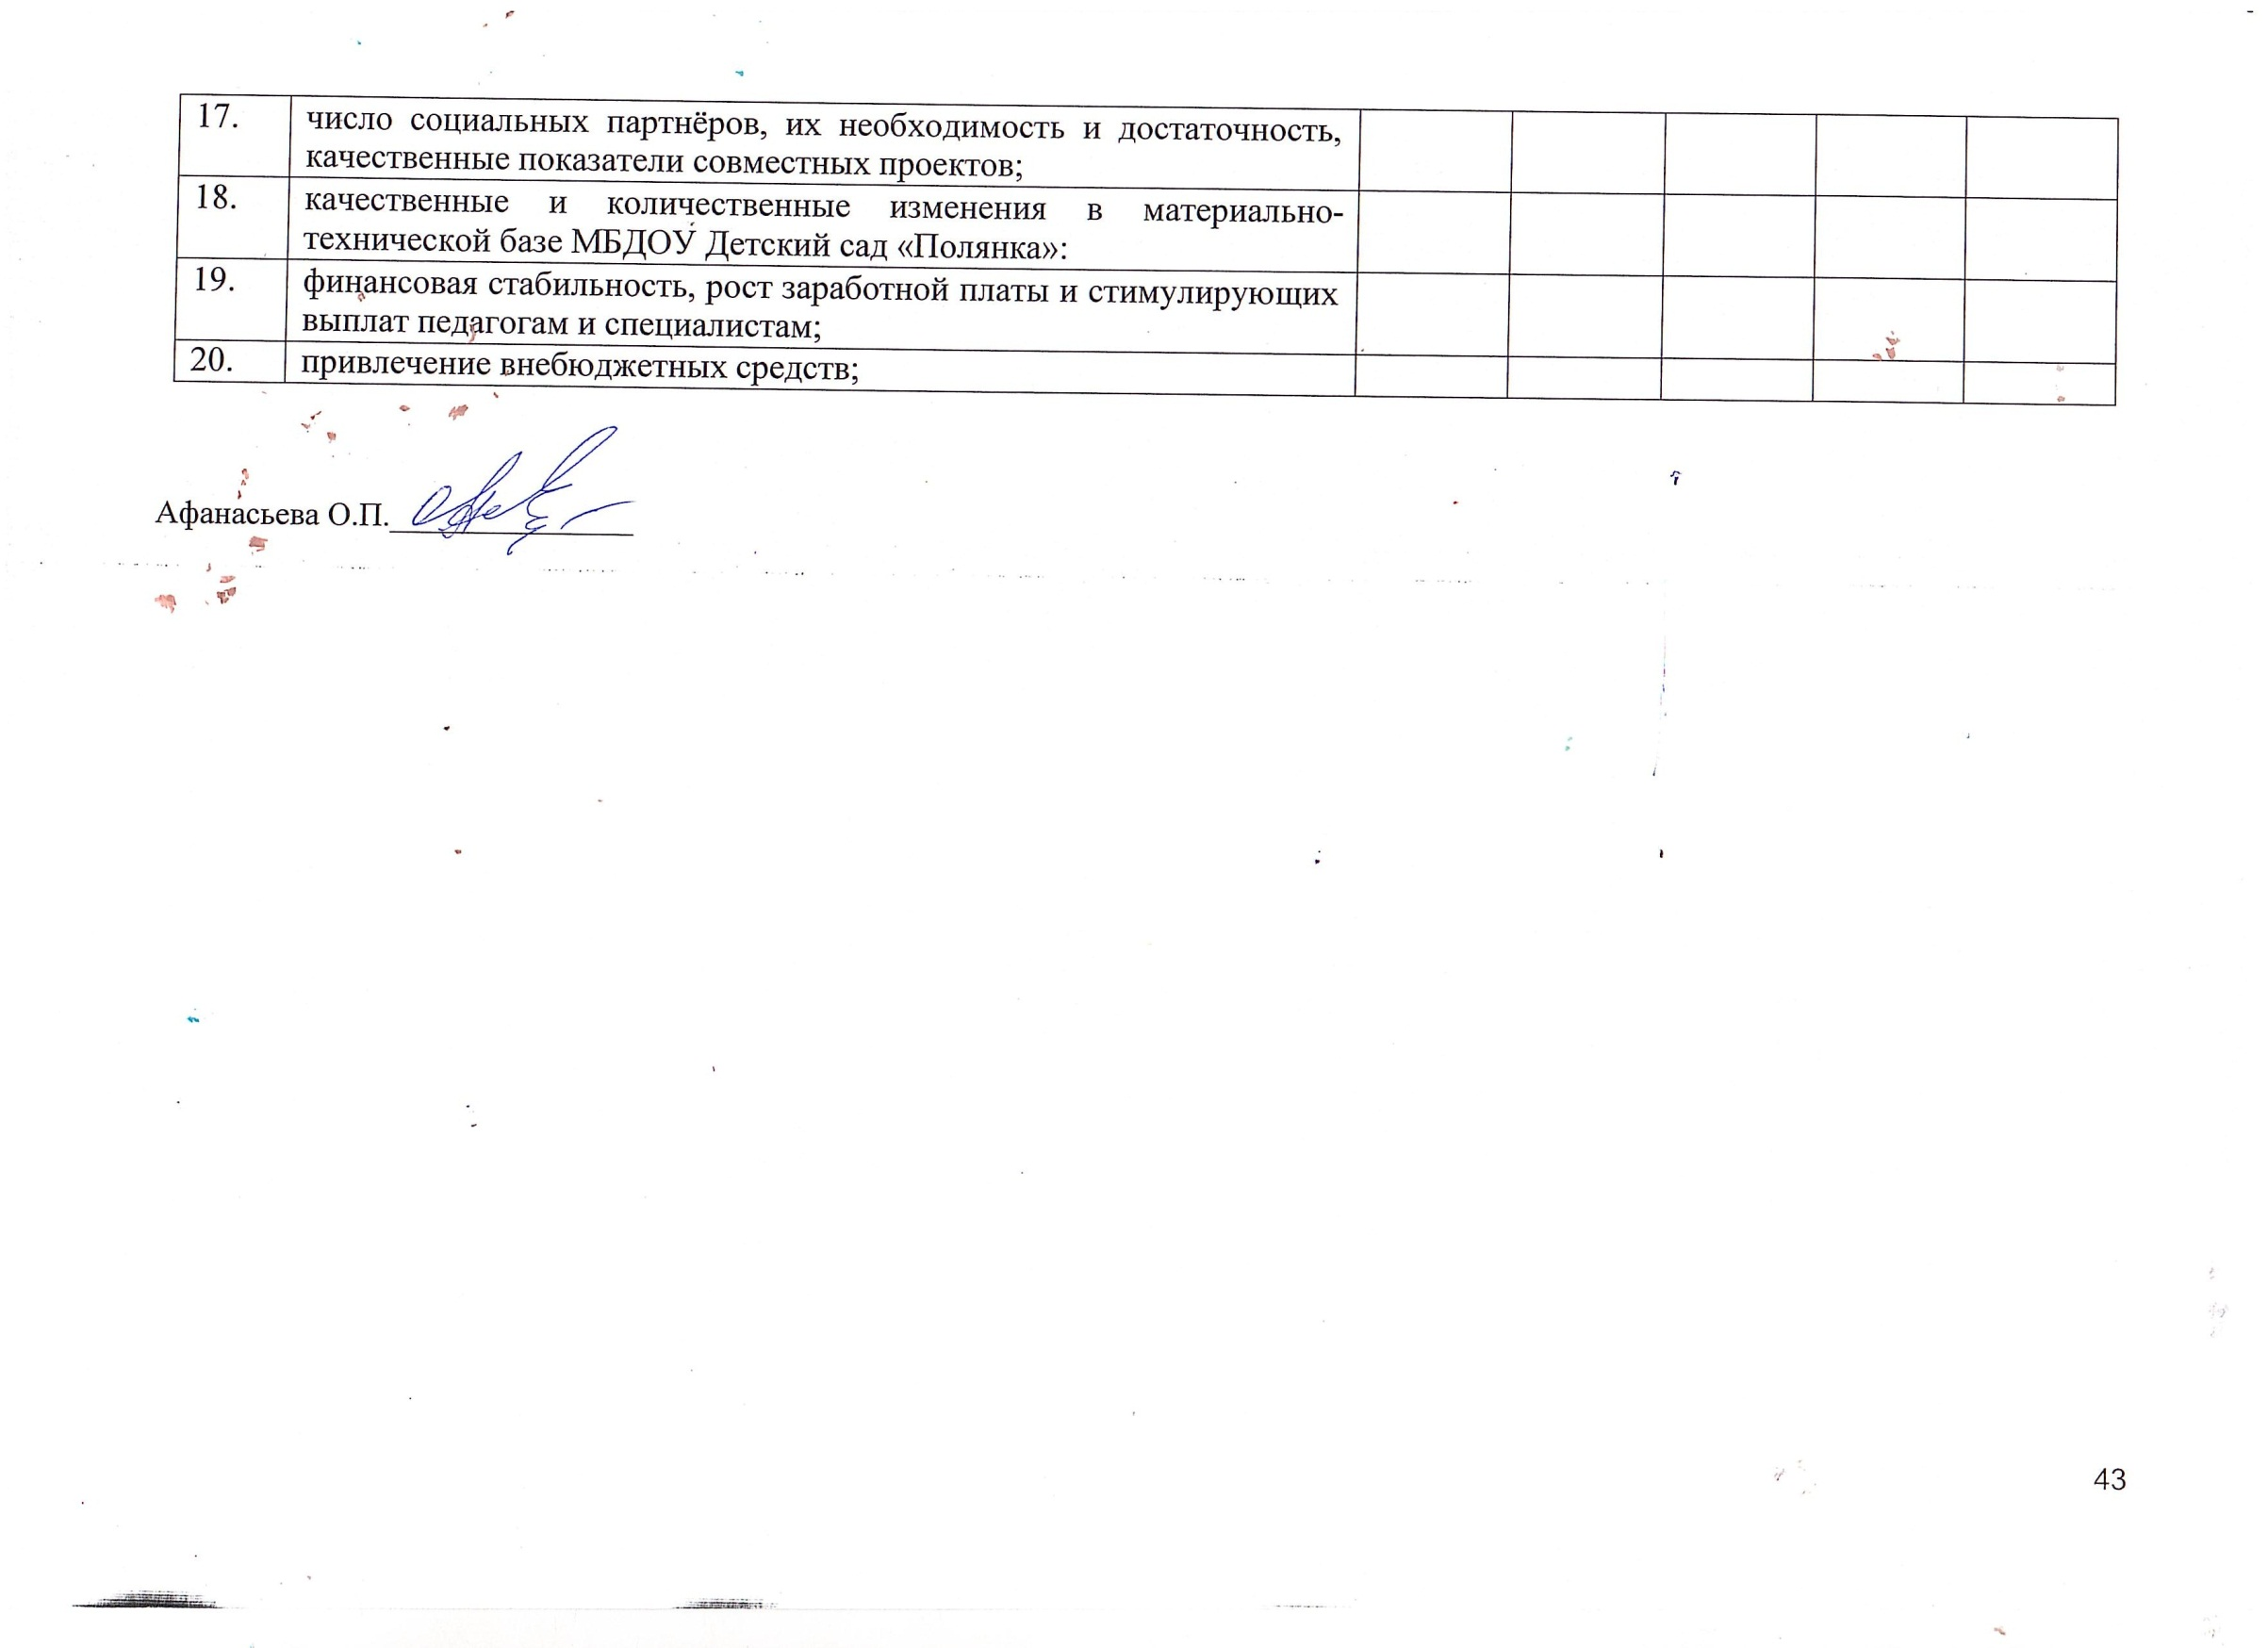 17. число социальных партнёров, их необходимость и достаточность,
качественные показатели совместных проектов;
18. качественные и количественные изменения в материально-
технической базе МБДОУ Детский сад «Полянка»:
19. финансовая стабильность, рост заработной платы и стимулирующих
выплат педагогам и специалистам;
20. привлечение внебюджетных средств;
Афанасьева О.П.
43